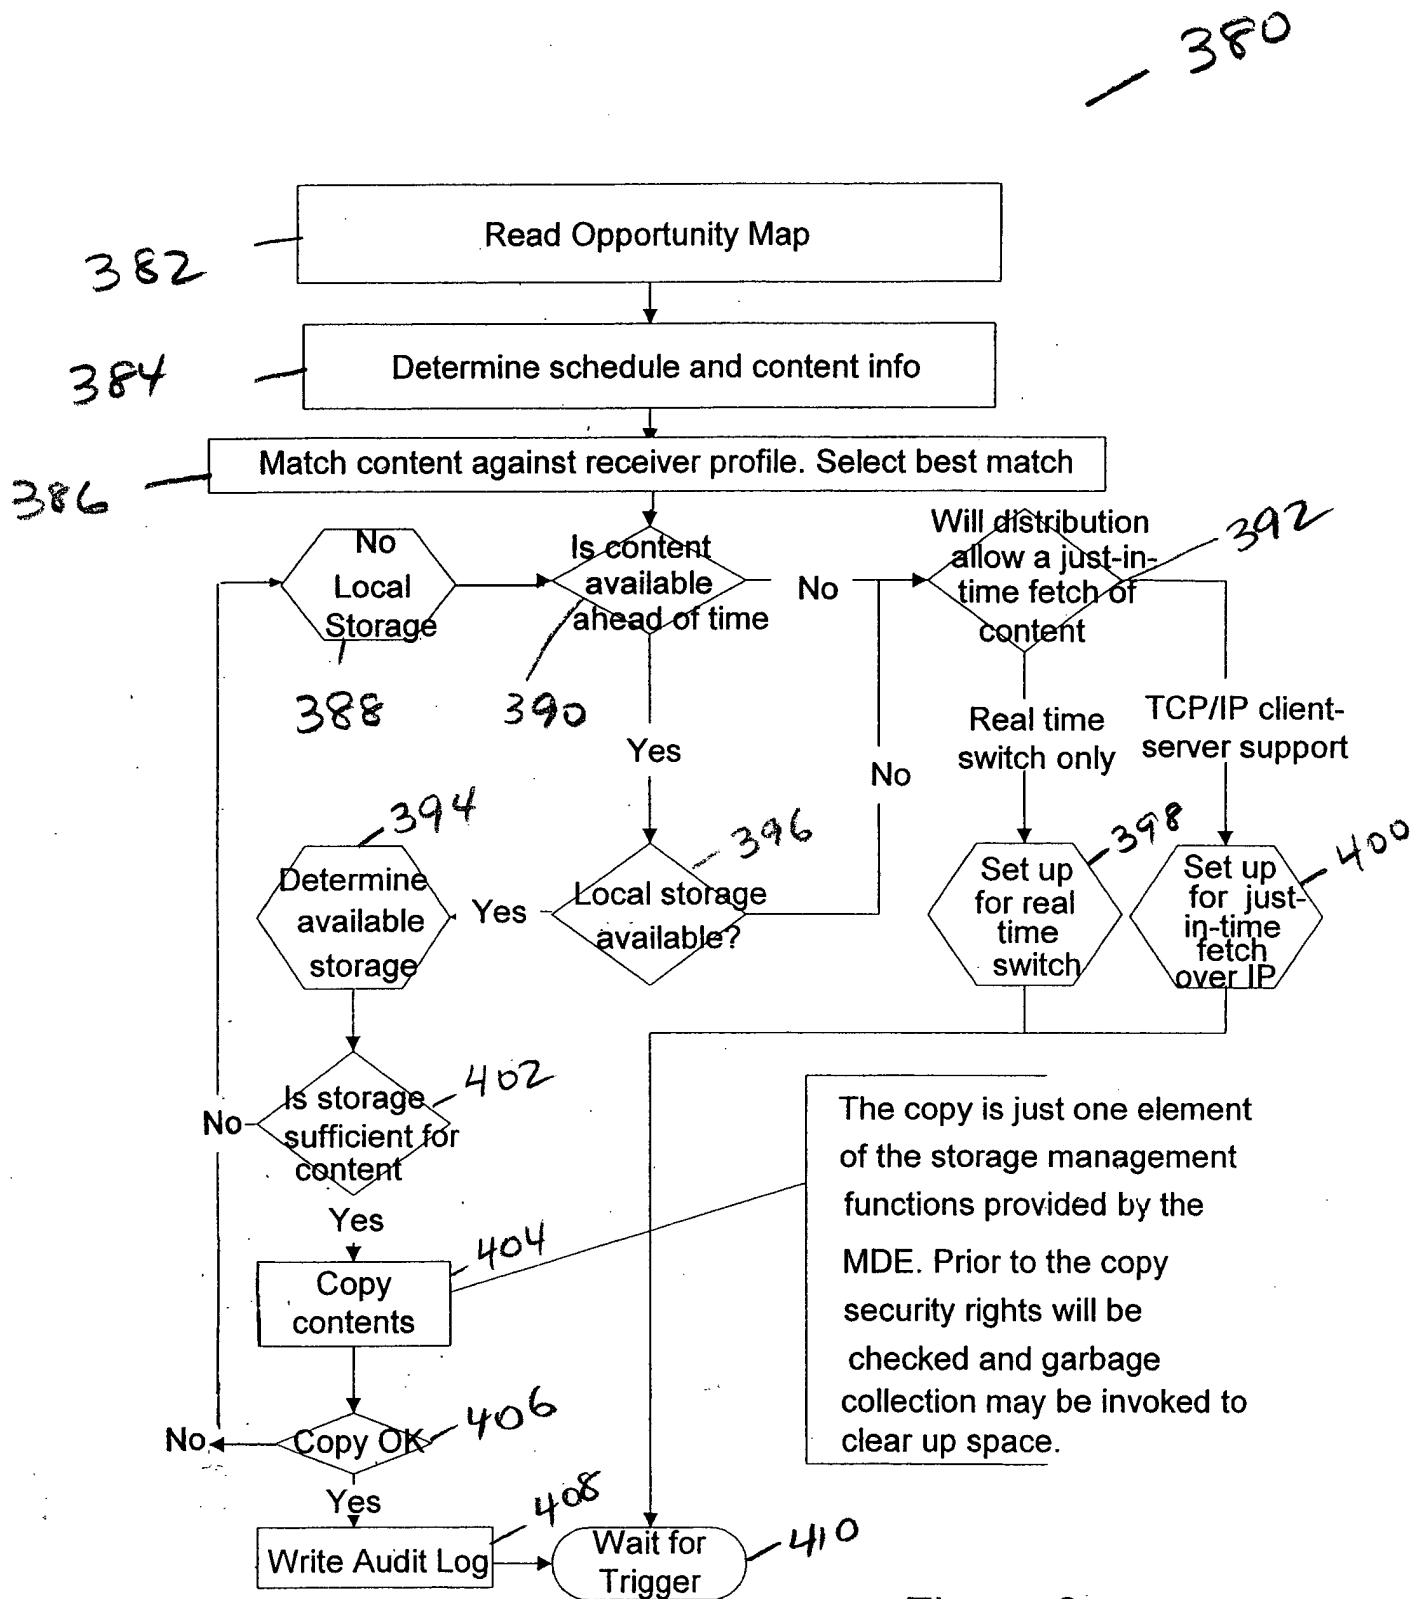 380
Read Opportunity Map
382
Determine schedule and content info
384
Match content against receiver profile. Select best match
386
No
Local
Storage
388
Is content
available
ahead of time
390
No
Will distribution
allow a just-in-
time fetch of
content
392
Yes
No
Real time
switch only
TCP/IP client-
server support
394
Determine
available
storage
Yes
396
Local storage
available?
398
Set up
for real
time
switch
400
Set up
for just-
in-time
fetch
over IP
402
Is storage
sufficient for
content
No
Yes
404
Copy
contents
The copy is just one element
of the storage management
functions provided by the
MDE. Prior to the copy
security rights will be
checked and garbage
collection may be invoked to
clear up space.
406
Copy OK
No
Yes
408
Write Audit Log
Wait for
Trigger
410